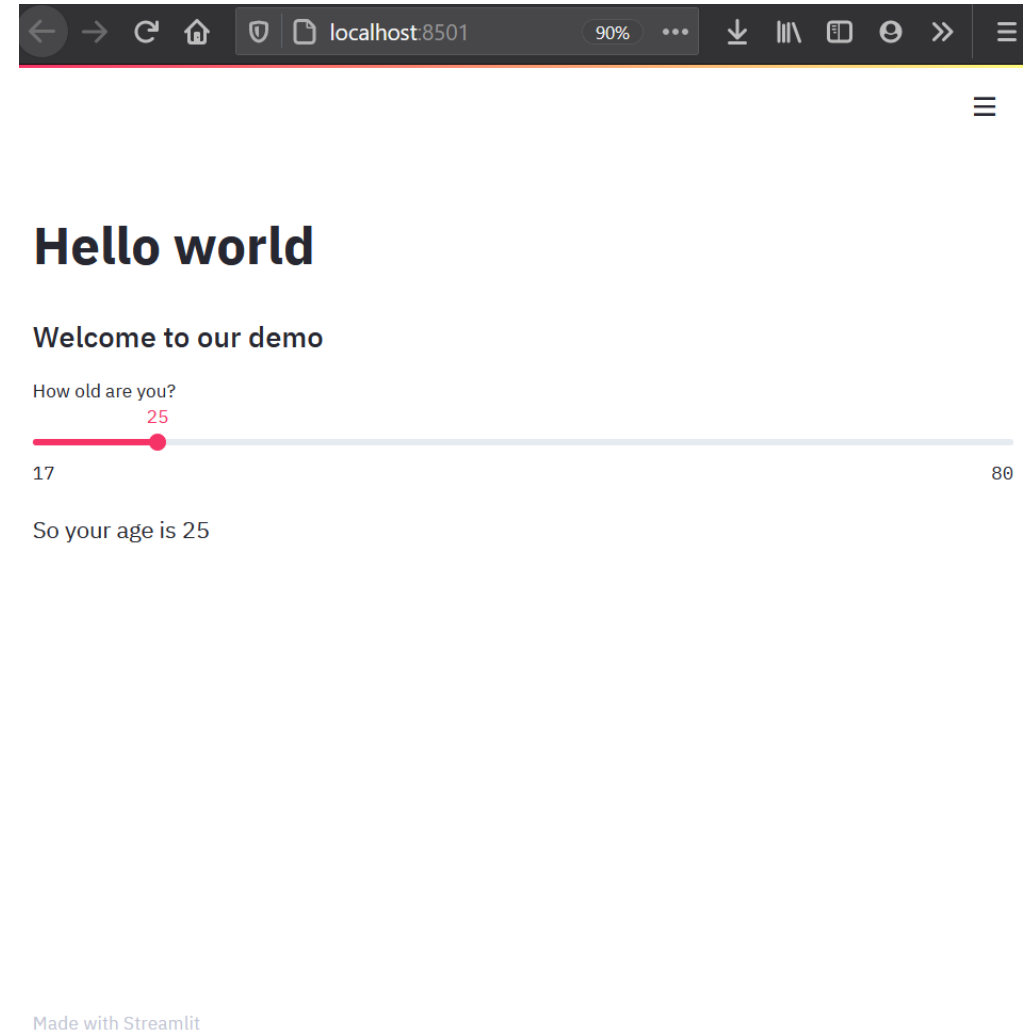 localhost:8501 90%
Hello world
Welcome to our demo
How old are you?
25
17 80
So your age is 25
Made with Streamlit